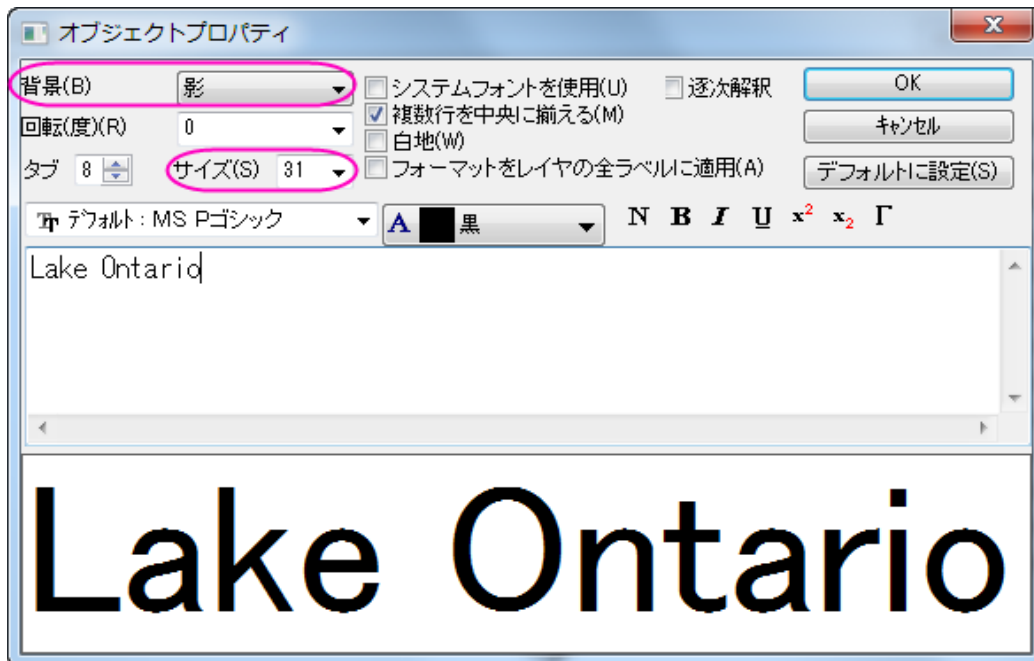 オブジェクトプロパティ
背景(B) 影 システムフォントを使用(U) 逐次解釈 OK
回転(度)(R) 0 複数行を中央に揃える(M) キャンセル
白地(W)
タブ 8 サイズ(S) 31 フォーマットをレイヤの全ラベルに適用(A) デフォルトに設定(S)
デフォルト : MS Pゴシック A 黒 N B I U x² x₂ Γ
Lake Ontario
Lake Ontario